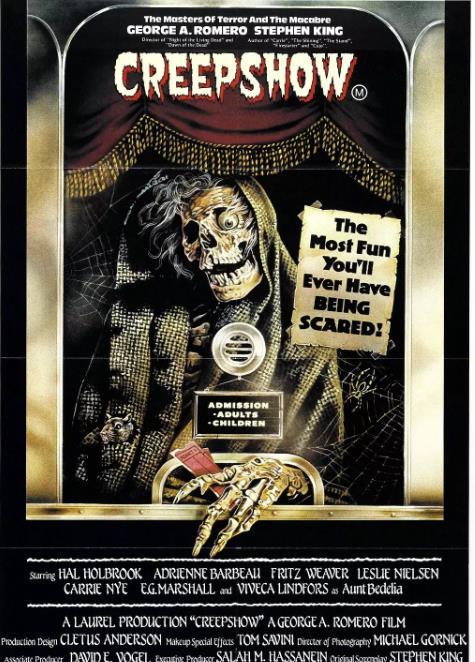 The Masters Of Terror And The Macabre
GEORGE A. ROMERO STEPHEN KING
Director of "Night of the Living Dead" and Author of "Carrie", "The Shining", "The Stand",
"Dawn of the Dead" "Firestarter" and "Cujo".
CREEPSHOW M
The
Most Fun
You'll
Ever Have
BEING
SCARED!
ADMISSION
-ADULTS
-CHILDREN
Starring HAL HOLBROOK ADRIENNE BARBEAU FRITZ WEAVER LESLIE NIELSEN
CARRIE NYE E.G. MARSHALL and VIVECA LINDFORS as Aunt Bedelia
A LAUREL PRODUCTION "CREEPSHOW" A GEORGE A. ROMERO FILM
Production Design CLETUS ANDERSON Makeup Special Effects TOM SAVINI Director of Photography MICHAEL GORNICK
Associate Producer DAVID E. VOGEL Executive Producer SALAH M. HASSANEIN Original Screenplay STEPHEN KING